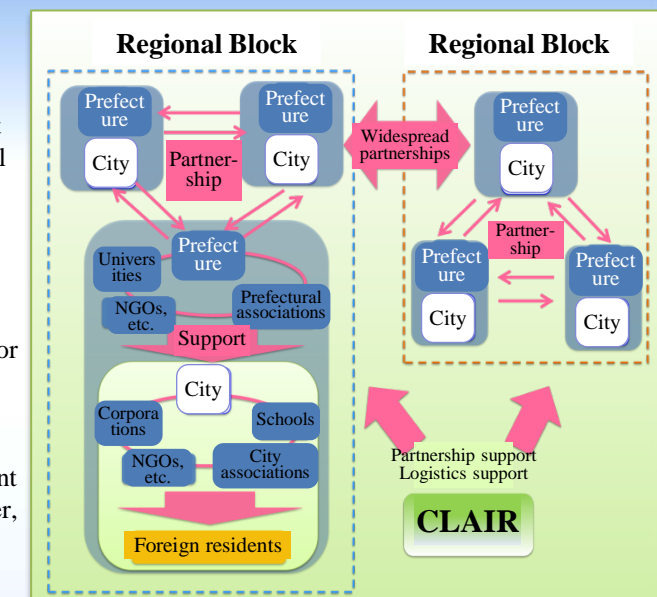 Regional Block
Regional Block
Prefect
ure
City
Partner-
ship
Prefect
ure
City
Widespread
partnerships
Prefect
ure
City
Partner-
ship
Prefect
ure
City
Prefect
ure
City
Prefect
ure
Univers
ities
NGOs,
etc.
Prefectural
associations
Support
City
Corpora
tions
Schools
NGOs,
etc.
City
associations
Foreign residents
Partnership support
Logistics support
CLAIR
or